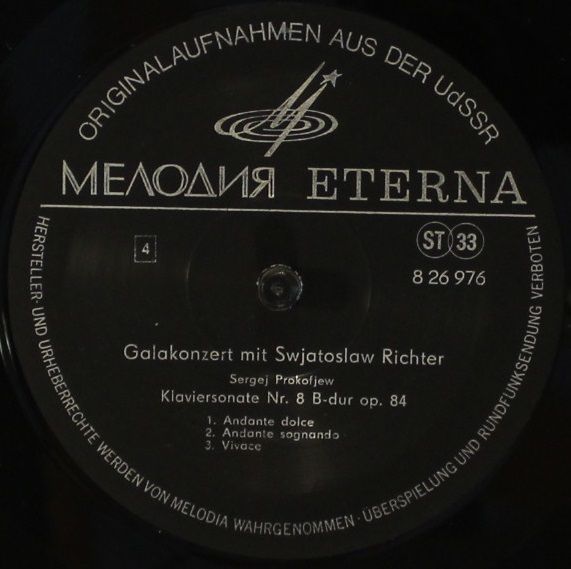 ORIGINALAUFNAHMEN AUS DER UdSSR
МЕЛОДИЯ ETERNA
ST 33
4
8 26 976
Galakonzert mit Swjatoslaw Richter
Sergej Prokofjew
Klaviersonate Nr. 8 B-dur op. 84
1. Andante dolce
2. Andante sognando
3. Vivace
HERSTELLER- UND URHEBERRECHTE WERDEN VON MELODIA WAHRGENOMMEN · ÜBERSPIELUNG UND RUNDFUNKSENDUNG VERBOTEN